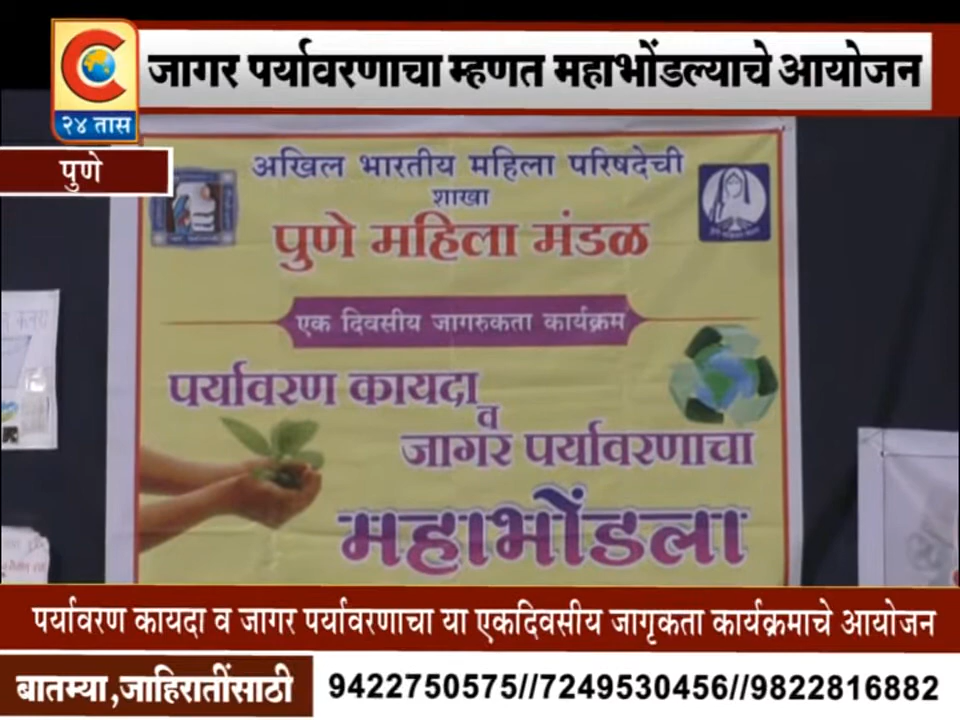 C
२४ तास
जागर पर्यावरणाचा म्हणत महाभोंडल्याचे आयोजन
पुणे
अखिल भारतीय महिला परिषदेची
शाखा
पुणे महिला मंडळ
एक दिवसीय जागरुकता कार्यक्रम
पर्यावरण कायदा
व
जागर पर्यावरणाचा
महाभोंडला
पर्यावरण कायदा व जागर पर्यावरणाचा या एकदिवसीय जागृकता कार्यक्रमाचे आयोजन
बातम्या,जाहिरातींसाठी
9422750575//7249530456//9822816882